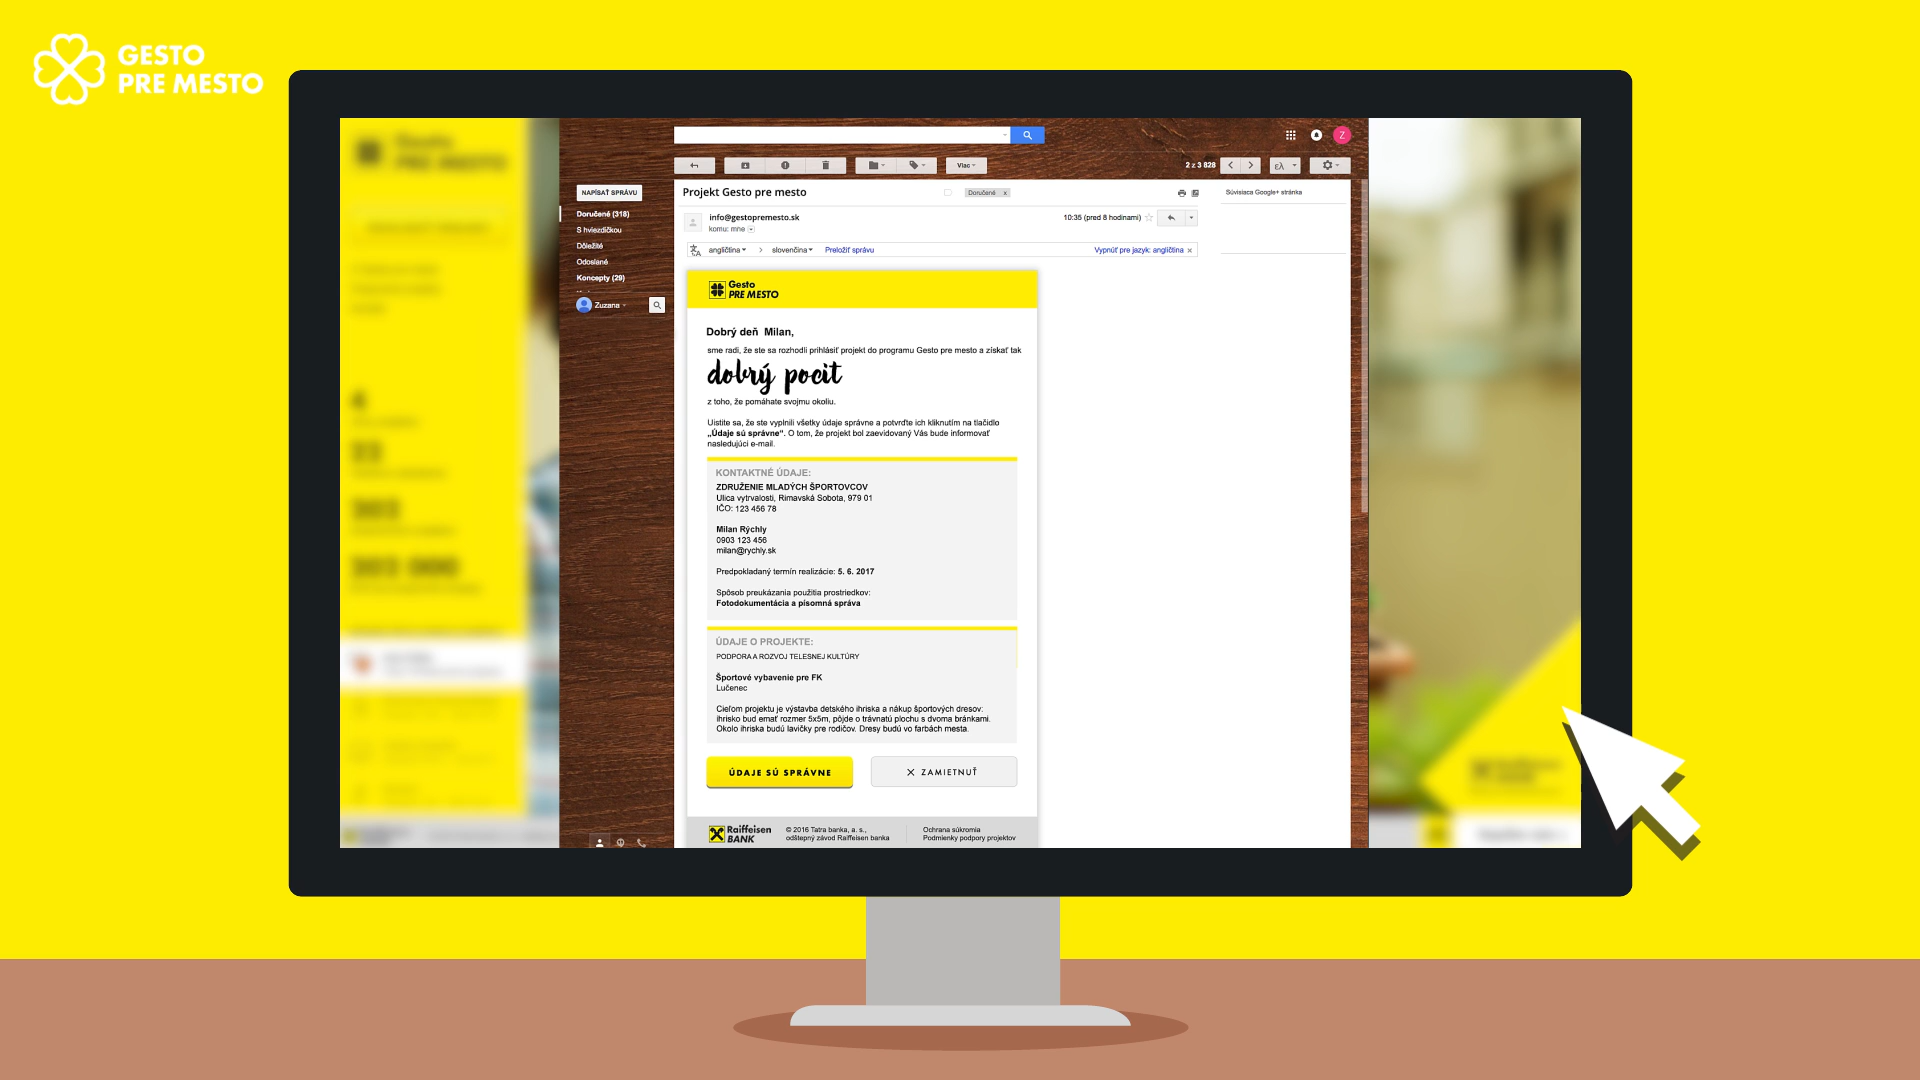 GESTO
PRE MESTO
Viac
2 z 3 828
NAPÍSAŤ SPRÁVU
Doručené (318)
S hviezdičkou
Dôležité
Odoslané
Koncepty (29)
Zuzana
Projekt Gesto pre mesto
Doručené x
Súvisiaca Google+ stránka
info@gestopremesto.sk
10:35 (pred 8 hodinami)
komu: mne
angličtina > slovenčina Preložiť správu
Vypnúť pre jazyk: angličtina x
Gesto
PRE MESTO
Dobrý deň Milan,
sme radi, že ste sa rozhodli prihlásiť projekt do programu Gesto pre mesto a získať tak
dobrý pocit
z toho, že pomáhate svojmu okoliu.
Uistite sa, že ste vyplnili všetky údaje správne a potvrďte ich kliknutím na tlačidlo
„Údaje sú správne“. O tom, že projekt bol zaevidovaný Vás bude informovať
nasledujúci e-mail.
KONTAKTNÉ ÚDAJE:
ZDRUŽENIE MLADÝCH ŠPORTOVCOV
Ulica vytrvalosti, Rimavská Sobota, 979 01
IČO: 123 456 78
Milan Rýchly
0903 123 456
milan@rychly.sk
Predpokladaný termín realizácie: 5. 6. 2017
Spôsob preukázania použitia prostriedkov:
Fotodokumentácia a písomná správa
ÚDAJE O PROJEKTE:
PODPORA A ROZVOJ TELESNEJ KULTÚRY
Športové vybavenie pre FK
Lučenec
Cieľom projektu je výstavba detského ihriska a nákup športových dresov:
ihrisko bud emať rozmer 5x5m, pôjde o trávnatú plochu s dvoma bránkami.
Okolo ihriska budú lavičky pre rodičov. Dresy budú vo farbách mesta.
ÚDAJE SÚ SPRÁVNE
ZAMIETNUŤ
Raiffeisen
BANK
© 2016 Tatra banka, a. s.,
odštepný závod Raiffeisen banka
Ochrana súkromia
Podmienky podpory projektov
Z